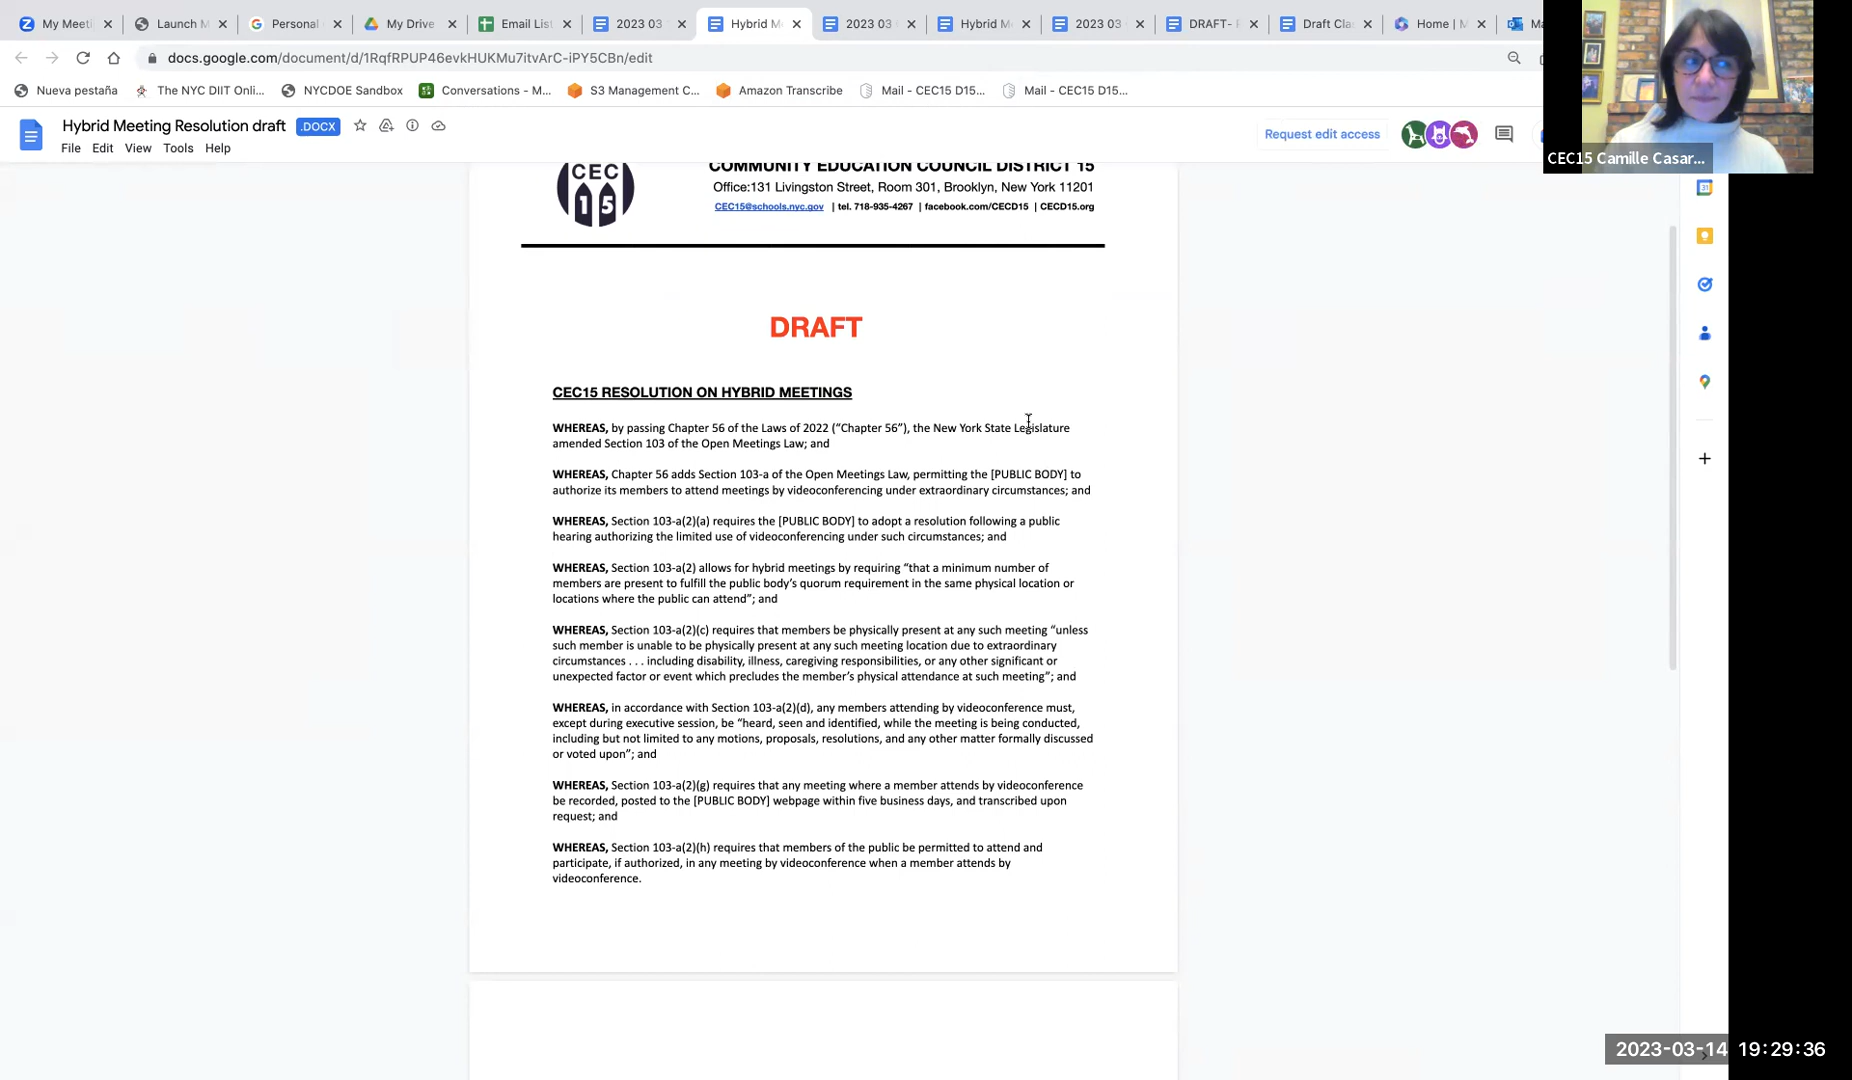 My Meeti
Launch M
Personal
My Drive
Email List
2023 03
Hybrid M
2023 03
Hybrid M
2023 03
DRAFT-
Draft Cla
Home | M
Ma
docs.google.com/document/d/1RqfRPUP46evkHUKMu7itvArC-iPY5CBn/edit
Nueva pestaña
The NYC DIIT Onli...
NYCDOE Sandbox
Conversations - M...
S3 Management C...
Amazon Transcribe
Mail - CEC15 D15...
Mail - CEC15 D15...
Hybrid Meeting Resolution draft .DOCX
Request edit access
File Edit View Tools Help
CEC15 Camille Casar...
CEC
15
COMMUNITY EDUCATION COUNCIL DISTRICT 15
Office:131 Livingston Street, Room 301, Brooklyn, New York 11201
CEC15@schools.nyc.gov | tel. 718-935-4267 | facebook.com/CECD15 | CECD15.org
DRAFT
CEC15 RESOLUTION ON HYBRID MEETINGS
WHEREAS, by passing Chapter 56 of the Laws of 2022 (“Chapter 56”), the New York State Legislature
amended Section 103 of the Open Meetings Law; and
WHEREAS, Chapter 56 adds Section 103-a of the Open Meetings Law, permitting the [PUBLIC BODY] to
authorize its members to attend meetings by videoconferencing under extraordinary circumstances; and
WHEREAS, Section 103-a(2)(a) requires the [PUBLIC BODY] to adopt a resolution following a public
hearing authorizing the limited use of videoconferencing under such circumstances; and
WHEREAS, Section 103-a(2) allows for hybrid meetings by requiring “that a minimum number of
members are present to fulfill the public body’s quorum requirement in the same physical location or
locations where the public can attend”; and
WHEREAS, Section 103-a(2)(c) requires that members be physically present at any such meeting “unless
such member is unable to be physically present at any such meeting location due to extraordinary
circumstances . . . including disability, illness, caregiving responsibilities, or any other significant or
unexpected factor or event which precludes the member’s physical attendance at such meeting”; and
WHEREAS, in accordance with Section 103-a(2)(d), any members attending by videoconference must,
except during executive session, be “heard, seen and identified, while the meeting is being conducted,
including but not limited to any motions, proposals, resolutions, and any other matter formally discussed
or voted upon”; and
WHEREAS, Section 103-a(2)(g) requires that any meeting where a member attends by videoconference
be recorded, posted to the [PUBLIC BODY] webpage within five business days, and transcribed upon
request; and
WHEREAS, Section 103-a(2)(h) requires that members of the public be permitted to attend and
participate, if authorized, in any meeting by videoconference when a member attends by
videoconference.
2023-03-14 19:29:36